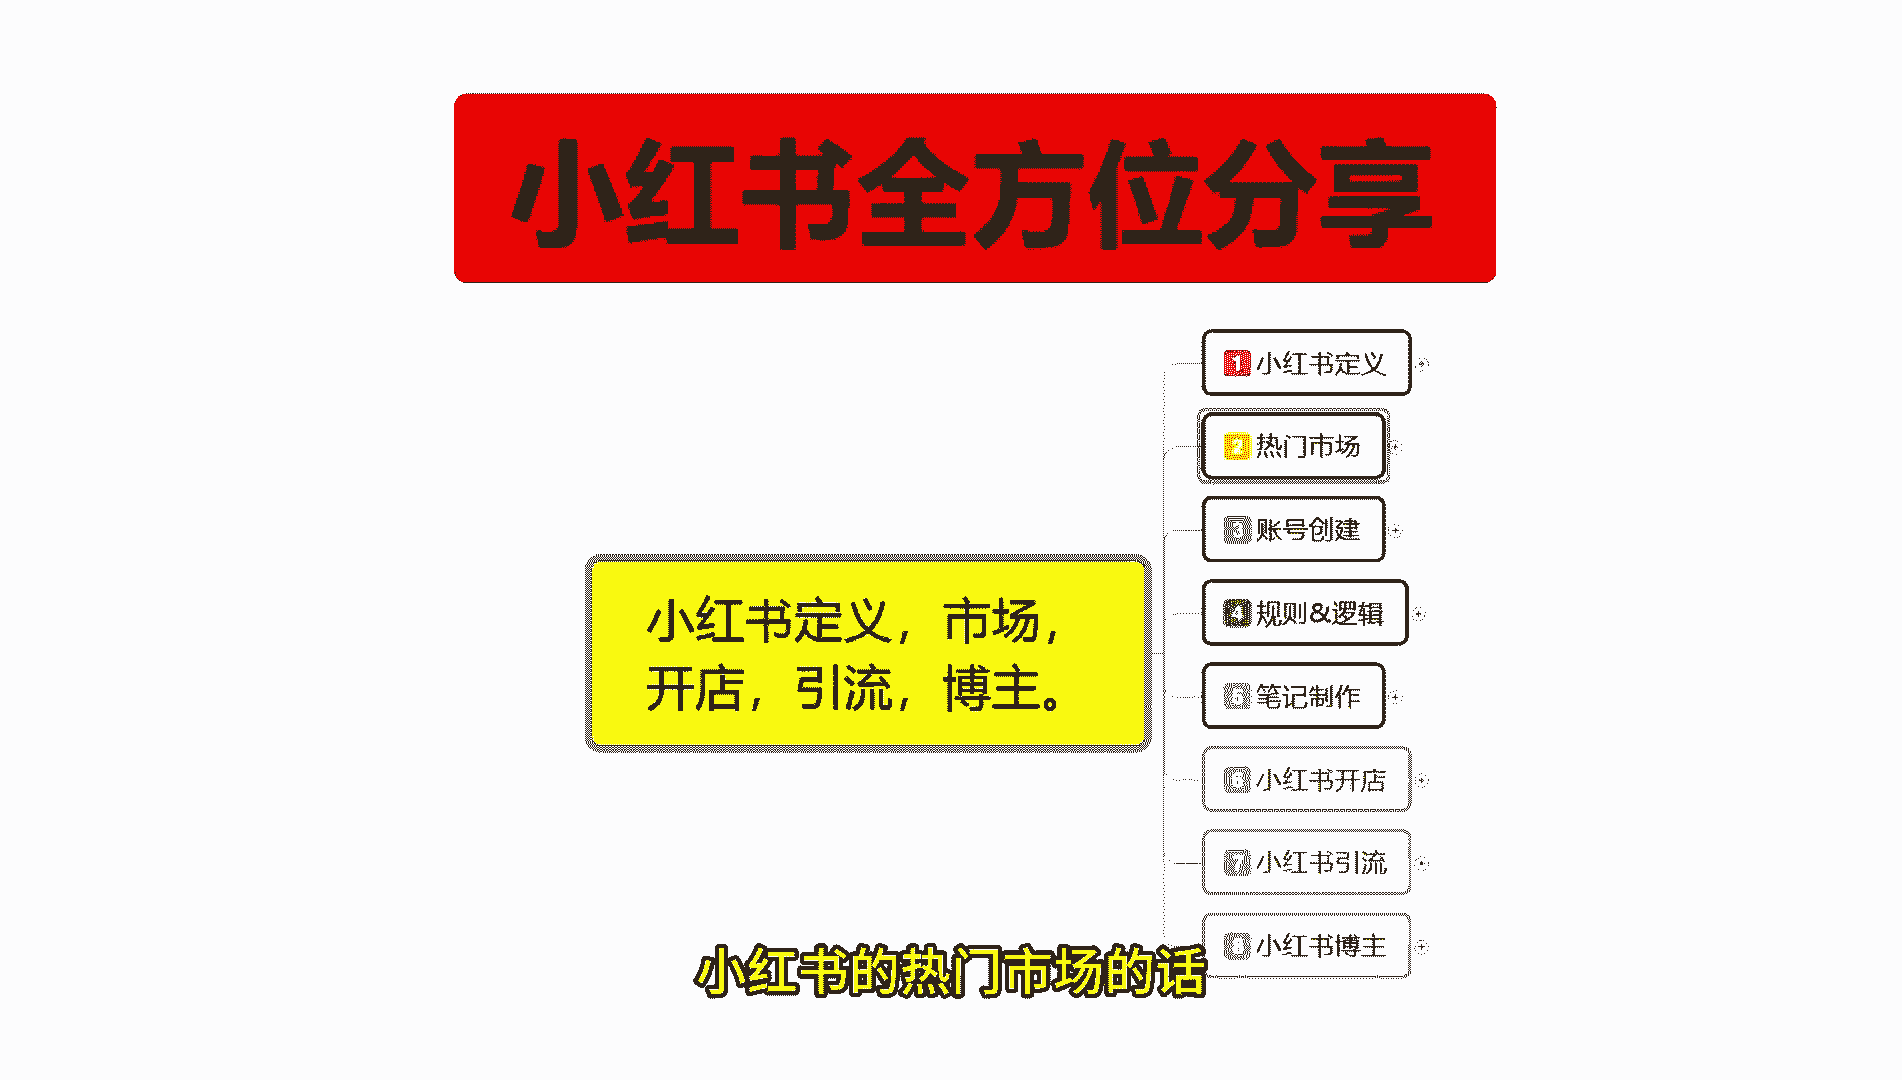 小红书全方位分享
1 小红书定义
2 热门市场
3 账号创建
4 规则&逻辑
小红书定义，市场，
开店，引流，博主。
5 笔记制作
6 小红书开店
7 小红书引流
8 小红书博主
小红书的热门市场的话